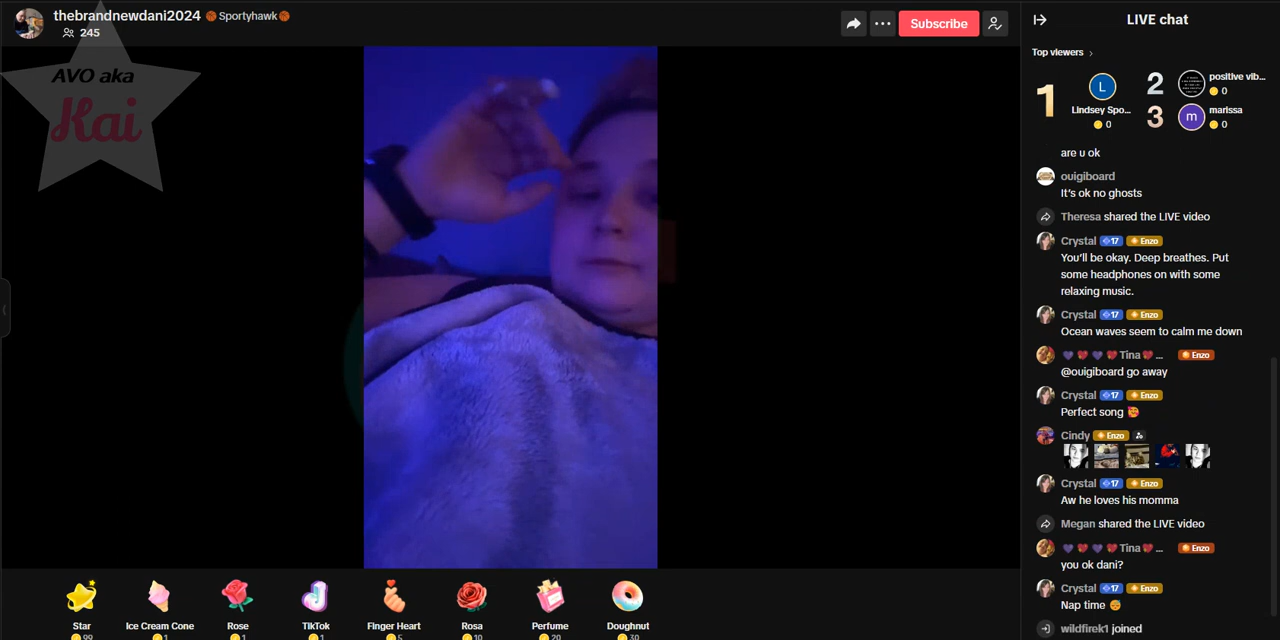 thebrandnewdani2024 🏀 Sportyhawk🏀
245
Subscribe
AVO aka
Kai
LIVE chat
Top viewers
1
L
Lindsey Spo...
0
2
positive vib...
0
3
m
marissa
0
are u ok
ouigiboard
It's ok no ghosts
Theresa shared the LIVE video
Crystal 17 Enzo
You'll be okay. Deep breathes. Put
some headphones on with some
relaxing music.
Crystal 17 Enzo
Ocean waves seem to calm me down
💜💖💜💖Tina💖... Enzo
@ouigiboard go away
Crystal 17 Enzo
Perfect song 🥰
Cindy Enzo
Crystal 17 Enzo
Aw he loves his momma
Megan shared the LIVE video
💜💖💜💖Tina💖... Enzo
you ok dani?
Crystal 17 Enzo
Nap time 😴
wildfirek1 joined
Star
99
Ice Cream Cone
1
Rose
1
TikTok
1
Finger Heart
5
Rosa
10
Perfume
20
Doughnut
30